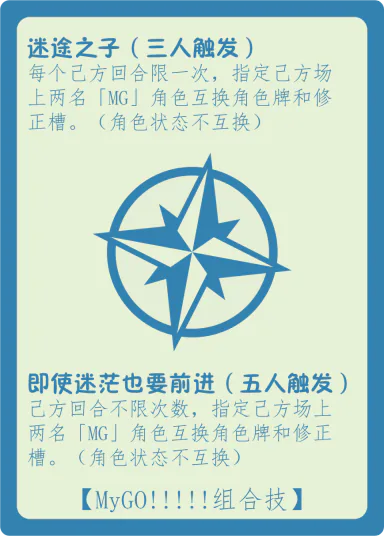 迷途之子（三人触发）
每个己方回合限一次，指定己方场
上两名「MG」角色互换角色牌和修
正槽。（角色状态不互换）
即使迷茫也要前进（五人触发）
己方回合不限次数，指定己方场上
两名「MG」角色互换角色牌和修正
槽。（角色状态不互换）
【MyGO!!!!!组合技】